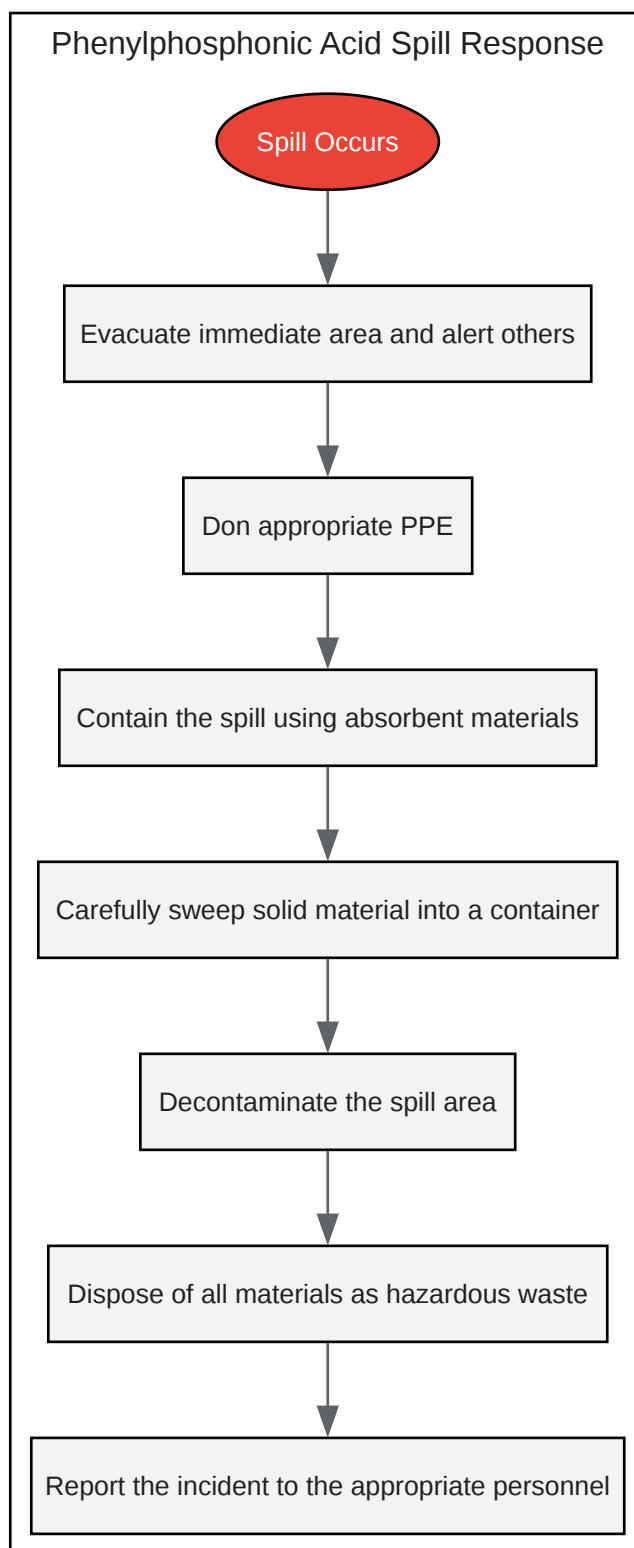 Phenylphosphonic Acid Spill Response
Spill Occurs
Evacuate immediate area and alert others
Don appropriate PPE
Contain the spill using absorbent materials
Carefully sweep solid material into a container
Decontaminate the spill area
Dispose of all materials as hazardous waste
Report the incident to the appropriate personnel